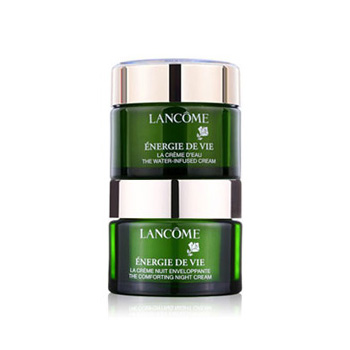 LANCÔME
ÉNERGIE DE VIE
LA CRÈME D'EAU
THE WATER-INFUSED CREAM
LANCÔME
ÉNERGIE DE VIE
LA CRÈME NUIT ENVELOPPANTE
THE COMFORTING NIGHT CREAM